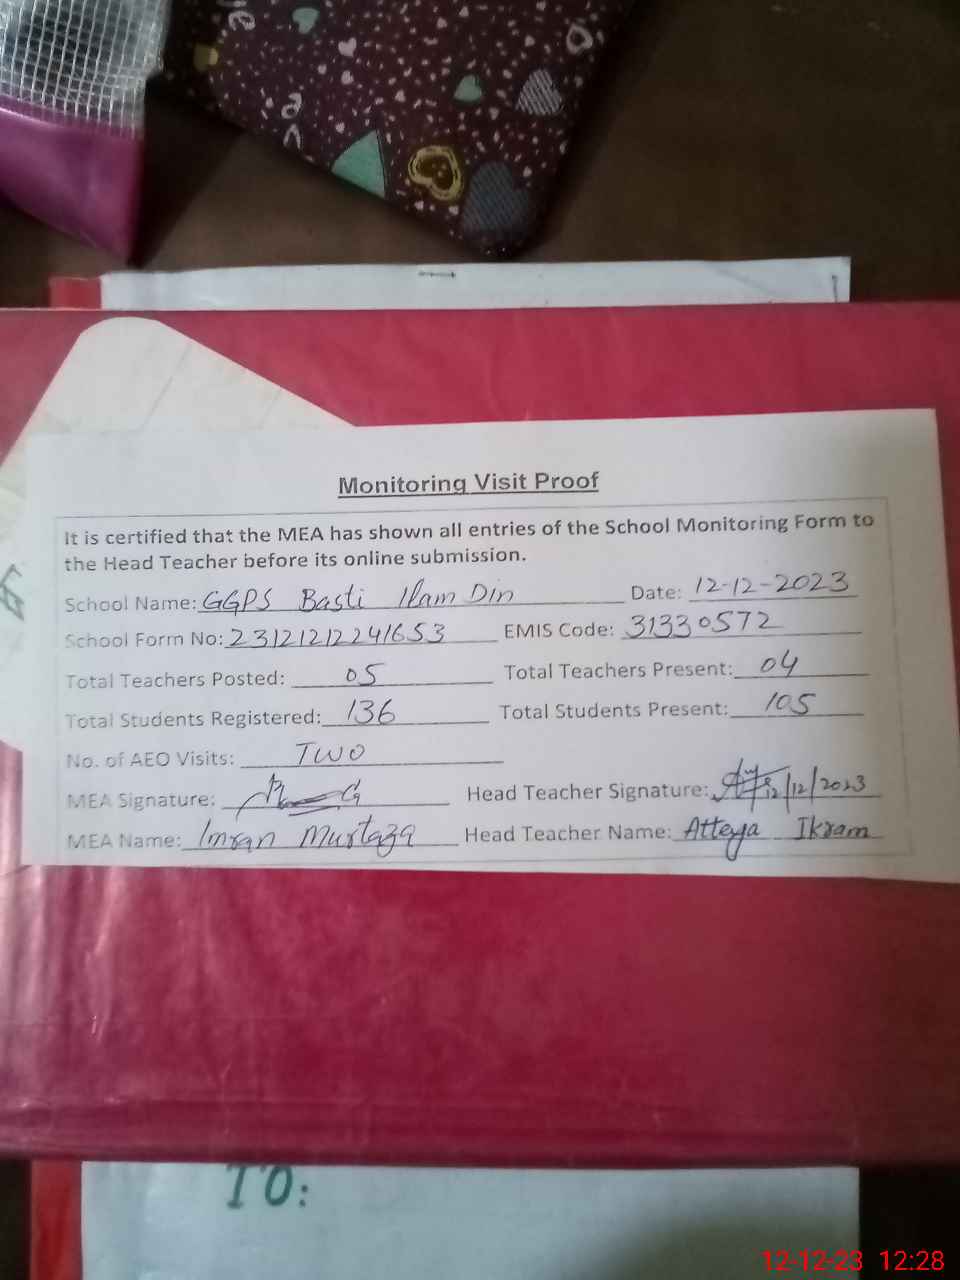 Monitoring Visit Proof
It is certified that the MEA has shown all entries of the School Monitoring Form to
the Head Teacher before its online submission.
School Name: GGPS Basti Ilam Din Date: 12-12-2023
School Form No: 23121212241653 EMIS Code: 31330572
Total Teachers Posted: 05 Total Teachers Present: 04
Total Students Registered: 136 Total Students Present: 105
No. of AEO Visits: TWO
MEA Signature: Head Teacher Signature: 12/12/2023
MEA Name: Imran Murtaza Head Teacher Name: Atteya Ikram
TO:
12-12-23 12:28